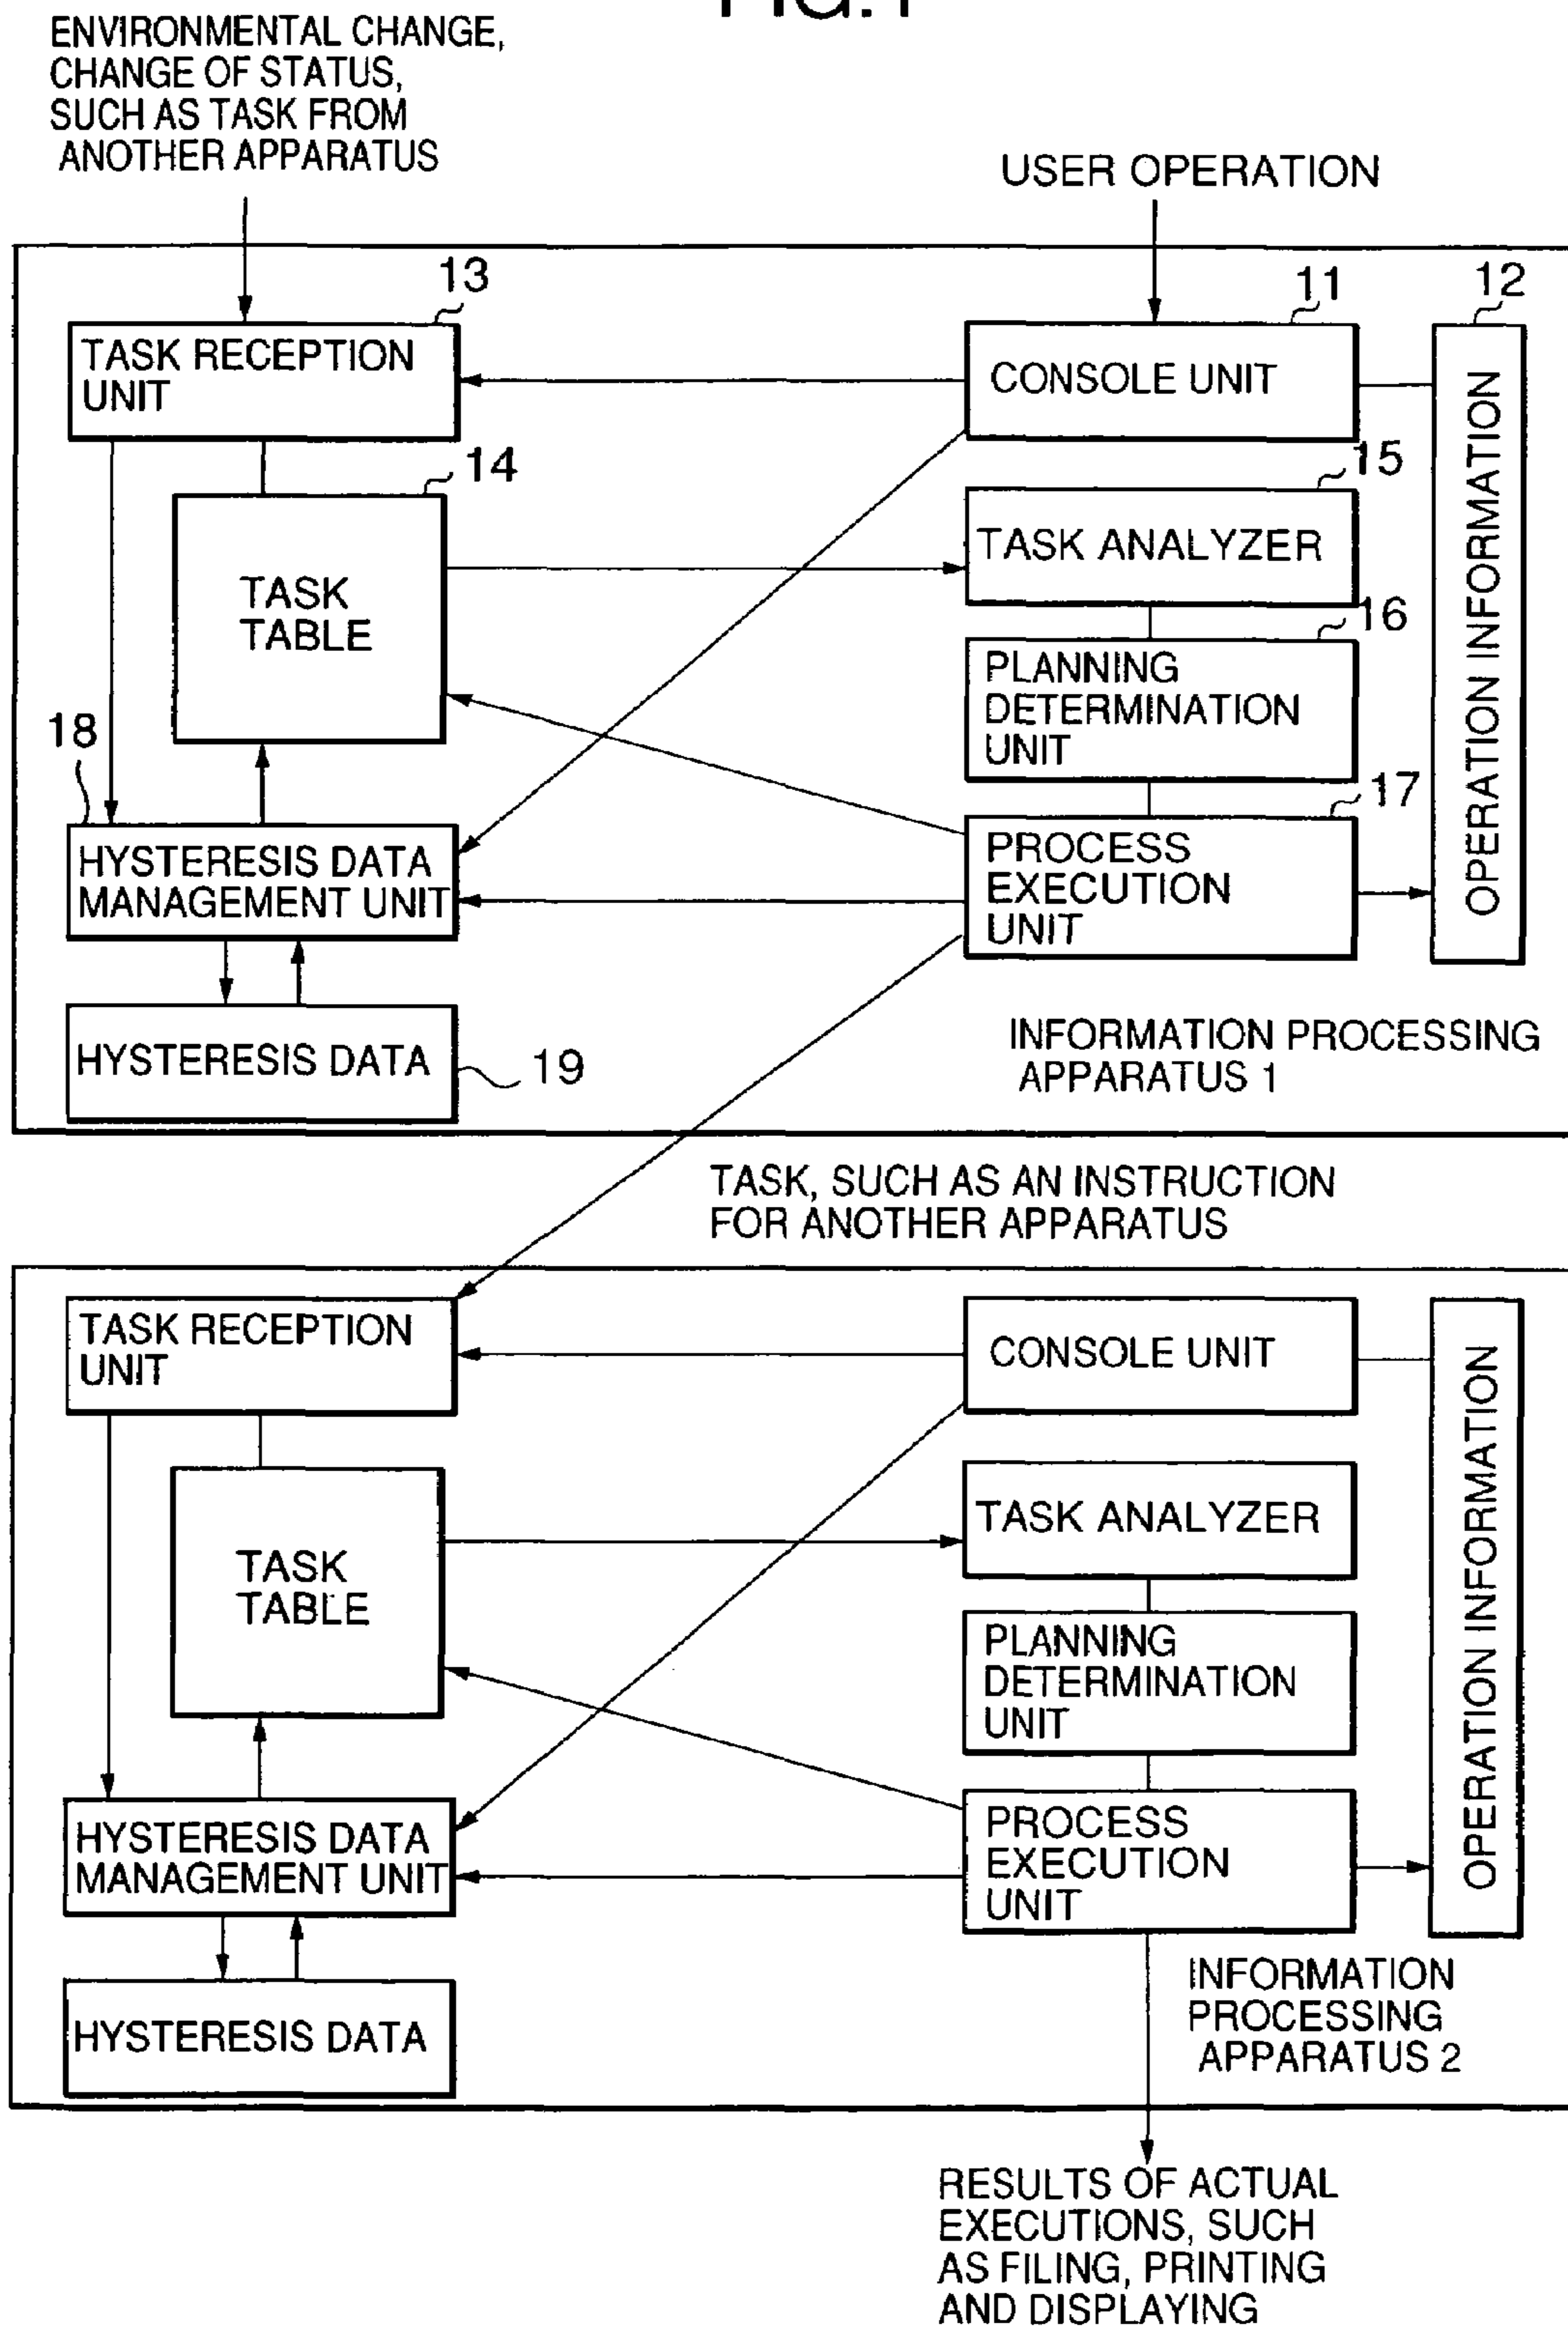 FIG.1
ENVIRONMENTAL CHANGE,
CHANGE OF STATUS,
SUCH AS TASK FROM
ANOTHER APPARATUS
USER OPERATION
13
11
12
TASK RECEPTION
UNIT
CONSOLE UNIT
OPERATION INFORMATION
14
15
TASK
TABLE
TASK ANALYZER
16
PLANNING
DETERMINATION
UNIT
18
17
HYSTERESIS DATA
MANAGEMENT UNIT
PROCESS
EXECUTION
UNIT
HYSTERESIS DATA
19
INFORMATION PROCESSING
APPARATUS 1
TASK, SUCH AS AN INSTRUCTION
FOR ANOTHER APPARATUS
TASK RECEPTION
UNIT
CONSOLE UNIT
OPERATION INFORMATION
TASK
TABLE
TASK ANALYZER
PLANNING
DETERMINATION
UNIT
HYSTERESIS DATA
MANAGEMENT UNIT
PROCESS
EXECUTION
UNIT
HYSTERESIS DATA
INFORMATION
PROCESSING
APPARATUS 2
RESULTS OF ACTUAL
EXECUTIONS, SUCH
AS FILING, PRINTING
AND DISPLAYING